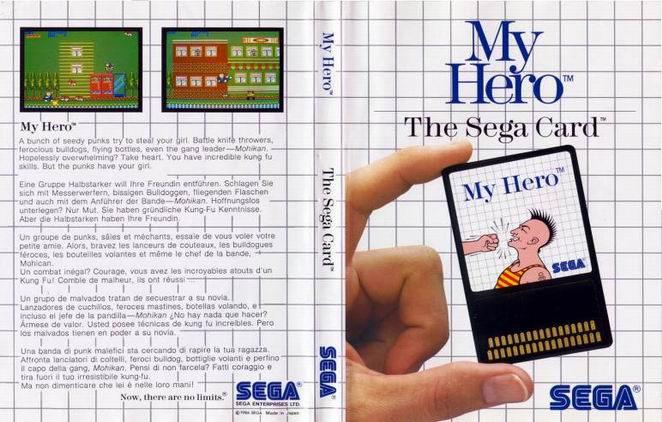 My Hero™
A bunch of seedy punks try to steal your girl. Battle knife throwers,
ferocious bulldogs, flying bottles, even the gang leader—Mohikan.
Hopelessly overwhelming? Take heart. You have incredible kung fu
skills. But the punks have your girl.
Eine Gruppe Halbstarker will Ihre Freundin entführen. Schlagen Sie
sich mit Messerwerfern, bissigen Bulldoggen, fliegenden Flaschen
und auch mit dem Anführer der Bande—Mohikan. Hoffnungslos
unterlegen? Nur Mut. Sie haben gründliche Kung-Fu Kenntnisse.
Aber die Halbstarken haben Ihre Freundin.
Un groupe de punks, sâles et méchants, essaie de vous voler votre
petite amie. Alors, bravez les lanceurs de couteaux, les bulldogues
féroces, les bouteilles volantes et même le chef de la bande, —
Mohican.
Un combat inégal? Courage, vous avez les incroyables atouts d'un
Kung Fu! Comble de malheur, ils ont réussi
Un grupo de malvados tratan de secuestrar a su novia.
Lanzadores de cuchillos, feroces mastines, botellas volando, e
incluso el jefe de la pandilla—Mohikan ¿No hay nada que hacer?
Ármese de valor. Usted posee técnicas de kung fu increíbles. Pero
los malvados tienen en poder a su novia.
Una banda di punk malefici sta cercando di rapire la tua ragazza.
Affronta lanciatori di coltelli, feroci bulldog, bottiglie volanti e perfino
il capo della gang, Mohikan. Pensi di non farcela? Fatti coraggio e
tira fuori il tuo irresistibile kung-fu.
Ma non dimenticare che lei è nelle loro mani!
Now, there are no limits.®
SEGA®
SEGA ENTERPRISES LTD.
©1986 SEGA Made in Japan
My Hero™
The Sega Card™
SEGA®
My
Hero™
The Sega Card™
My Hero™
SEGA
SEGA®